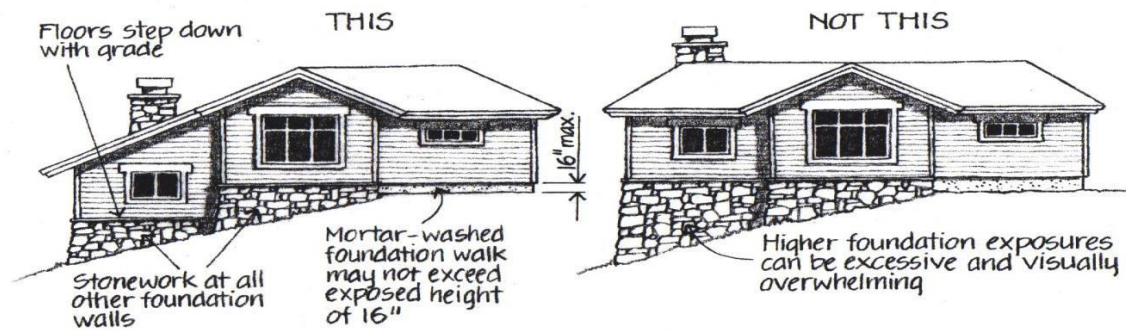 THIS
Floors step down
with grade
16" max.
Mortar-washed
foundation walk
may not exceed
exposed height
of 16"
Stonework at all
other foundation
walls
NOT THIS
Higher foundation exposures
can be excessive and visually
overwhelming